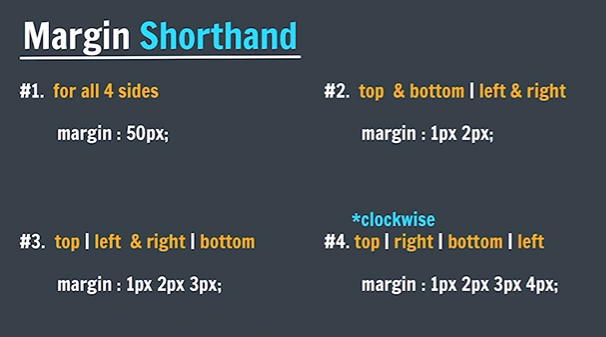 Margin Shorthand
#1. for all 4 sides
margin : 50px;
#2. top & bottom | left & right
margin : 1px 2px;
#3. top | left & right | bottom
margin : 1px 2px 3px;
*clockwise
#4. top | right | bottom | left
margin : 1px 2px 3px 4px;